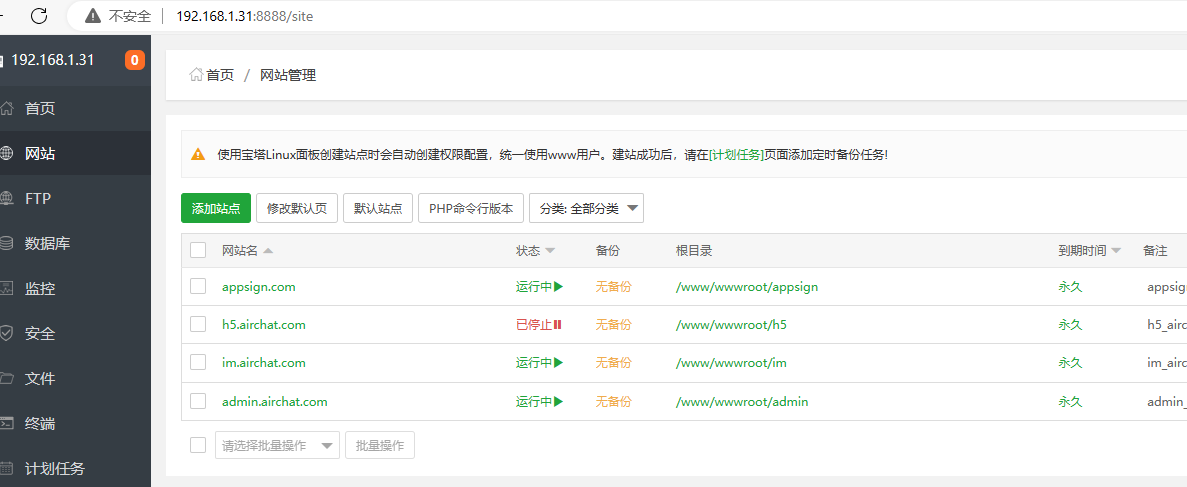 不安全 192.168.1.31:8888/site
192.168.1.31 0
首页
网站
FTP
数据库
监控
安全
文件
终端
计划任务
首页 / 网站管理
使用宝塔Linux面板创建站点时会自动创建权限配置，统一使用www用户。建站成功后，请在[计划任务]页面添加定时备份任务!
添加站点 修改默认页 默认站点 PHP命令行版本 分类: 全部分类
网站名 状态 备份 根目录 到期时间 备注
appsign.com 运行中 无备份 /www/wwwroot/appsign 永久 appsign
h5.airchat.com 已停止 无备份 /www/wwwroot/h5 永久 h5_airc
im.airchat.com 运行中 无备份 /www/wwwroot/im 永久 im_airc
admin.airchat.com 运行中 无备份 /www/wwwroot/admin 永久 admin_
请选择批量操作 批量操作